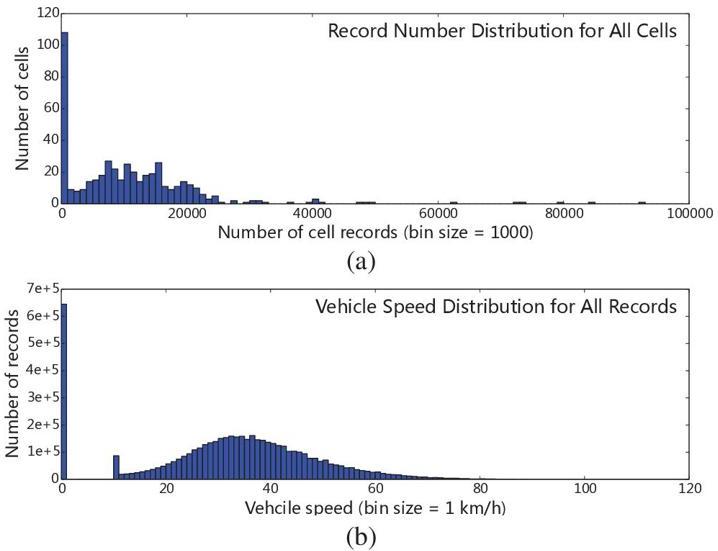 Record Number Distribution for All Cells
Number of cells
120
100
80
60
40
20
0
0 20000 40000 60000 80000 100000
Number of cell records (bin size = 1000)
(a)
Vehicle Speed Distribution for All Records
Number of records
7e+5
6e+5
5e+5
4e+5
3e+5
2e+5
1e+5
0
0 20 40 60 80 100 120
Vehcile speed (bin size = 1 km/h)
(b)